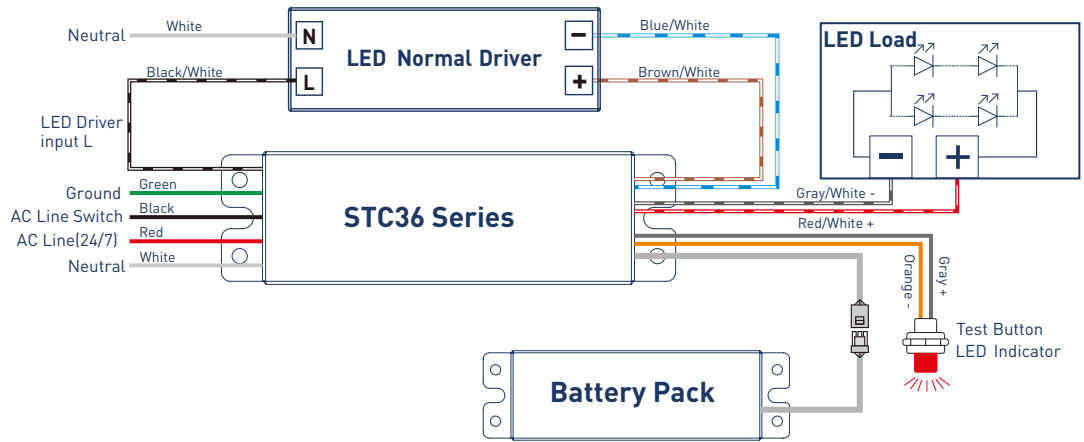 Neutral
White
N
Black/White
L
LED Normal Driver
−
+
Blue/White
Brown/White
LED Load
−
+
LED Driver
input L
Ground
Green
AC Line Switch
Black
AC Line(24/7)
Red
Neutral
White
STC36 Series
Gray/White -
Red/White +
Orange -
Gray +
Test Button
LED Indicator
Battery Pack